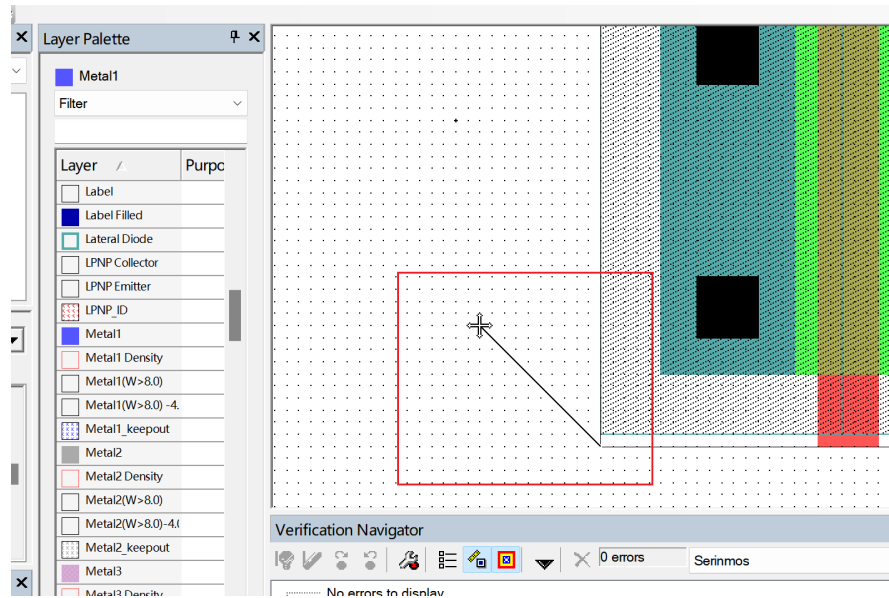 Layer Palette
Metal1
Filter
Layer
Purpo
Label
Label Filled
Lateral Diode
LPNP Collector
LPNP Emitter
LPNP_ID
Metal1
Metal1 Density
Metal1(W>8.0)
Metal1(W>8.0) -4.
Metal1_keepout
Metal2
Metal2 Density
Metal2(W>8.0)
Metal2(W>8.0)-4.(
Metal2_keepout
Metal3
Metal3 Density
Verification Navigator
0 errors
Serinmos
No errors to display